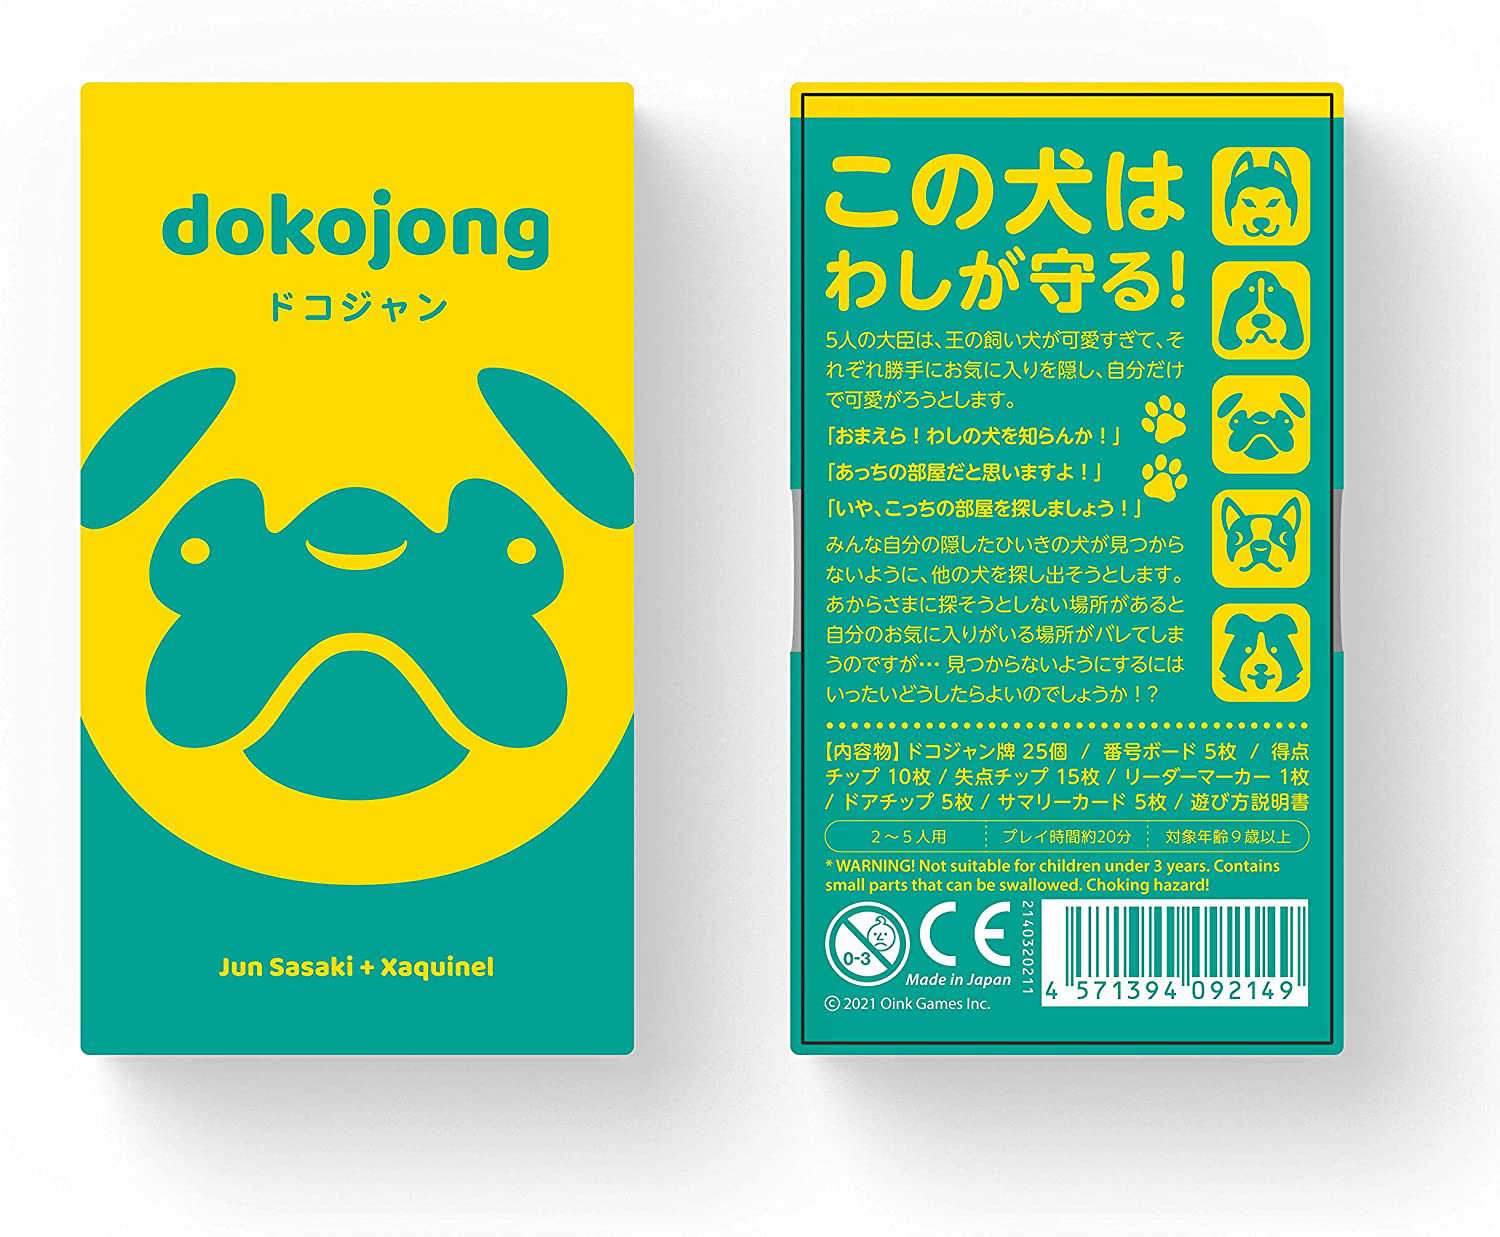 dokojong
ドコジャン
Jun Sasaki + Xaquinel
この犬は
わしが守る!
5人の大臣は、王の飼い犬が可愛すぎて、そ
れぞれ勝手にお気に入りを隠し、自分だけ
で可愛がろうとします。
「おまえら！わしの犬を知らんか！」
「あっちの部屋だと思いますよ！」
「いや、こっちの部屋を探しましょう！」
みんな自分の隠したひいきの犬が見つから
ないように、他の犬を探し出そうとします。
あからさまに探そうとしない場所があると
自分のお気に入りがいる場所がバレてしま
うのですが… 見つからないようにするには
いったいどうしたらよいのでしょうか！？
【内容物】ドコジャン牌 25個 / 番号ボード 5枚 / 得点
チップ 10枚 / 失点チップ 15枚 / リーダーマーカー 1枚
/ ドアチップ 5枚 / サマリーカード 5枚 / 遊び方説明書
2～5人用 プレイ時間約20分 対象年齢9歳以上
* WARNING! Not suitable for children under 3 years. Contains
small parts that can be swallowed. Choking hazard!
0-3
CE
Made in Japan
© 2021 Oink Games Inc.
2140320211
4 571394 092149